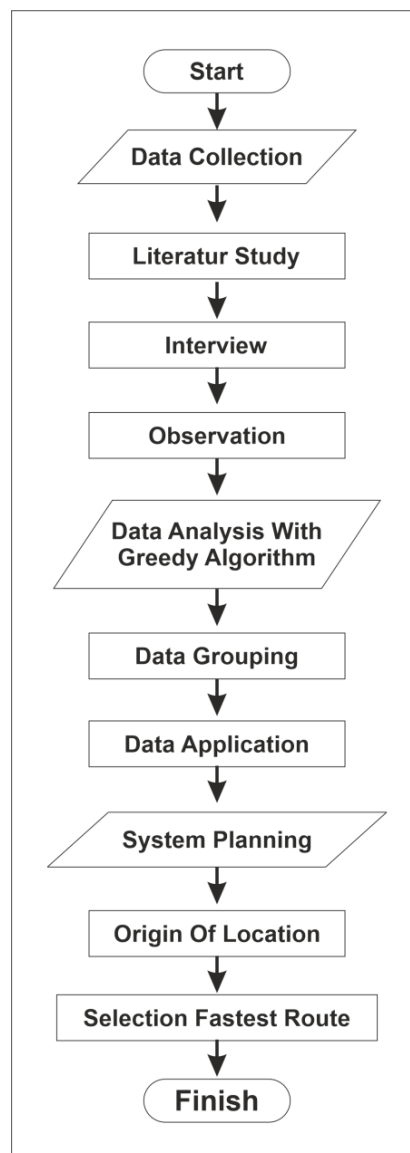 Start
Data Collection
Literatur Study
Interview
Observation
Data Analysis With
Greedy Algorithm
Data Grouping
Data Application
System Planning
Origin Of Location
Selection Fastest Route
Finish